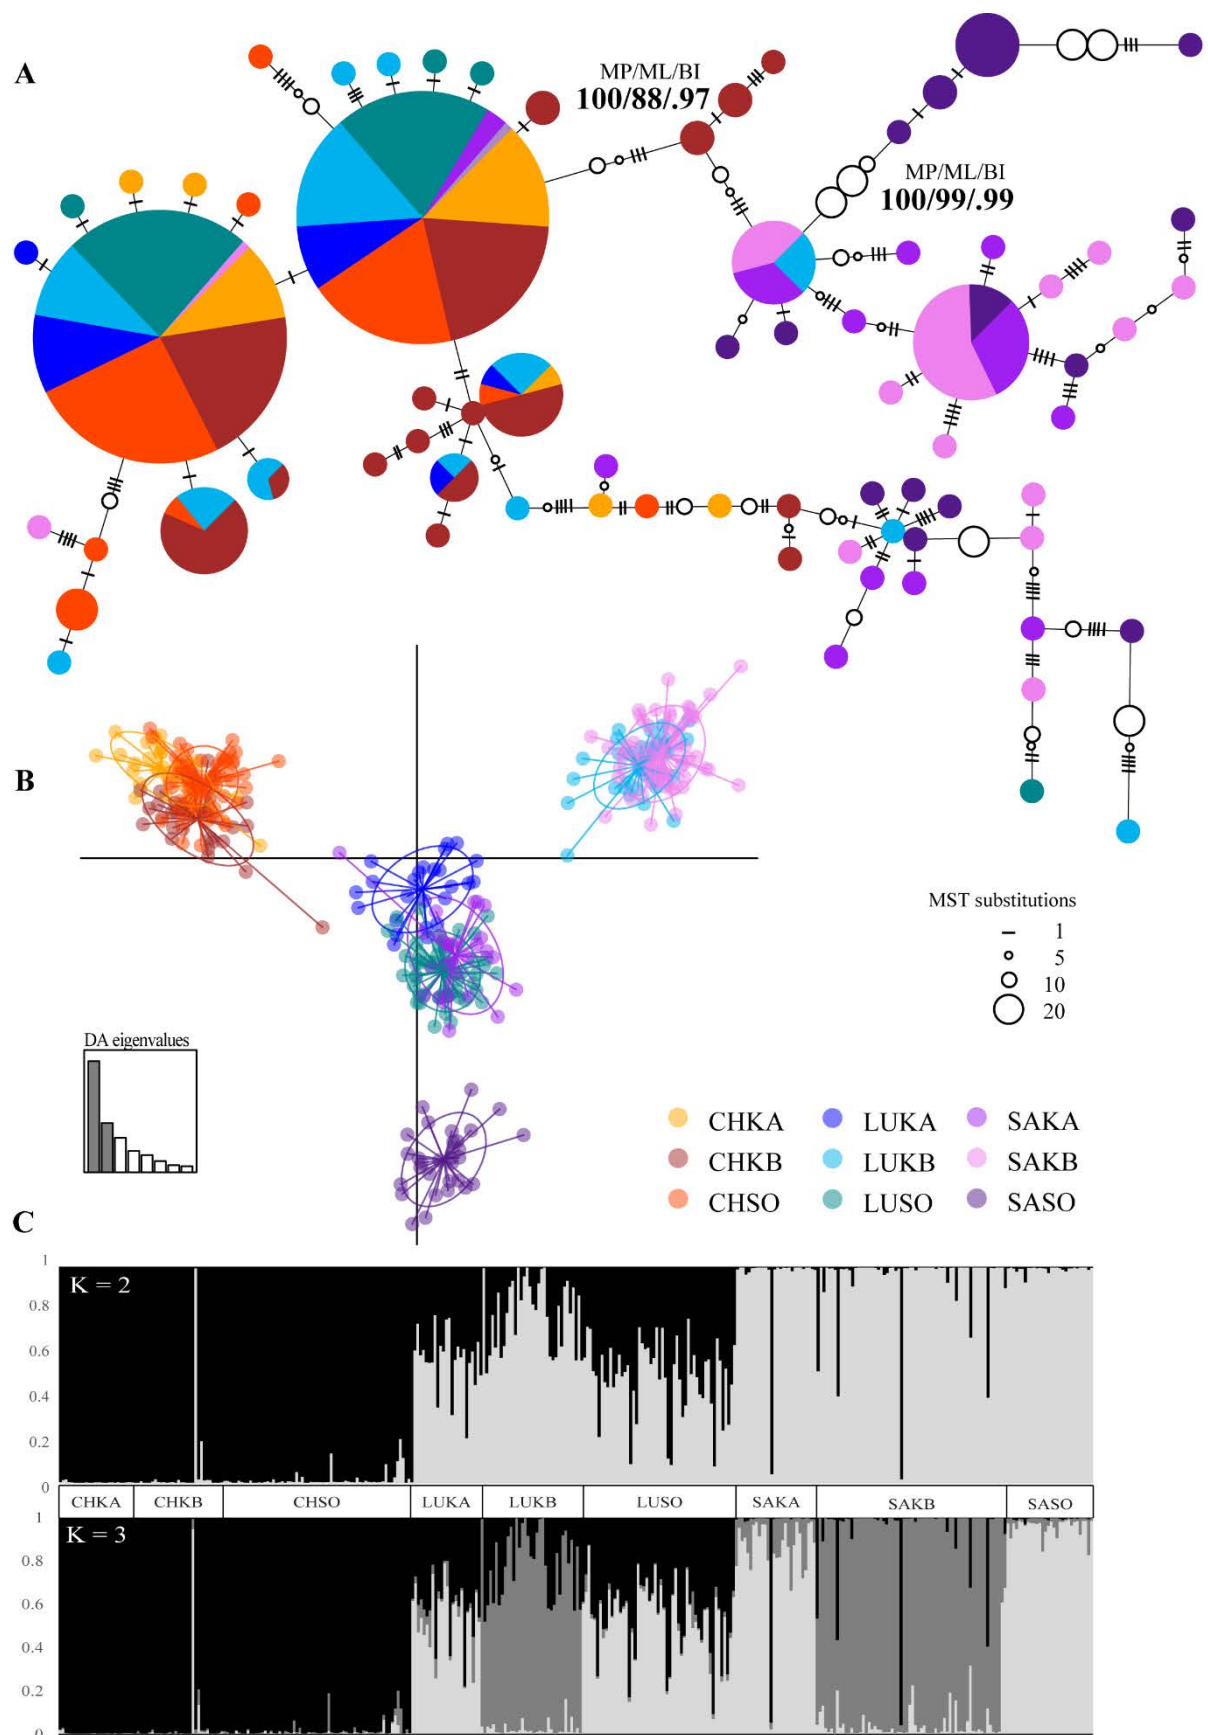 A
MP/ML/BI
100/88/.97
MP/ML/BI
100/99/.99
B
MST substitutions
1
5
10
20
DA eigenvalues
CHKA LUKA SAKA
CHKB LUKB SAKB
CHSO LUSO SASO
C
1
K = 2
0.8
0.6
0.4
0.2
0
CHKA CHKB CHSO LUKA LUKB LUSO SAKA SAKB SASO
1
K = 3
0.8
0.6
0.4
0.2
0